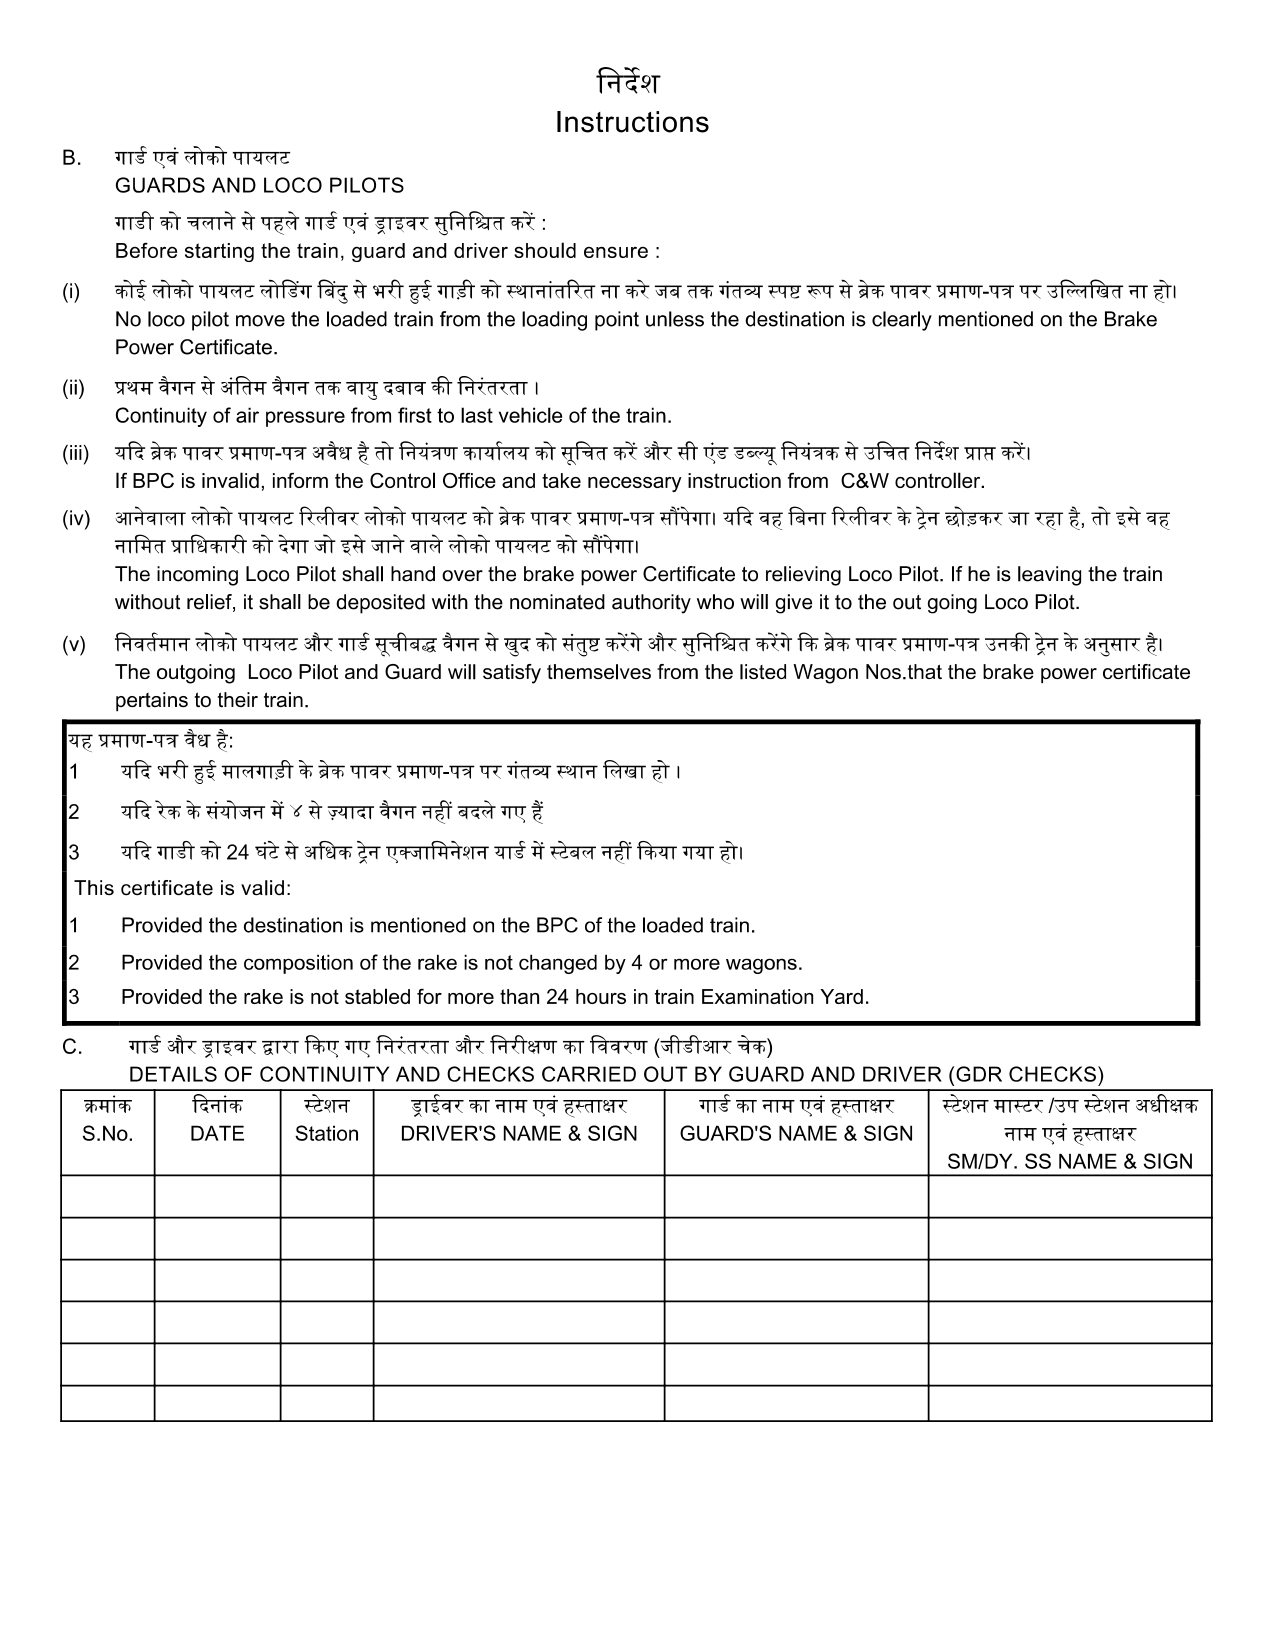 निर्देश
Instructions
B. गार्ड एवं लोको पायलट
GUARDS AND LOCO PILOTS
गाडी को चलाने से पहले गार्ड एवं ड्राइवर सुनिश्चित करें :
Before starting the train, guard and driver should ensure :
(i) कोई लोको पायलट लोडिंग बिंदु से भरी हुई गाड़ी को स्थानांतरित ना करे जब तक गंतव्य स्पष्ट रूप से ब्रेक पावर प्रमाण-पत्र पर उल्लिखित ना हो।
No loco pilot move the loaded train from the loading point unless the destination is clearly mentioned on the Brake
Power Certificate.
(ii) प्रथम वैगन से अंतिम वैगन तक वायु दबाव की निरंतरता ।
Continuity of air pressure from first to last vehicle of the train.
(iii) यदि ब्रेक पावर प्रमाण-पत्र अवैध है तो नियंत्रण कार्यालय को सूचित करें और सी एंड डब्ल्यू नियंत्रक से उचित निर्देश प्राप्त करें।
If BPC is invalid, inform the Control Office and take necessary instruction from C&W controller.
(iv) आनेवाला लोको पायलट रिलीवर लोको पायलट को ब्रेक पावर प्रमाण-पत्र सौंपेगा। यदि वह बिना रिलीवर के ट्रेन छोड़कर जा रहा है, तो इसे वह
नामित प्राधिकारी को देगा जो इसे जाने वाले लोको पायलट को सौंपेगा।
The incoming Loco Pilot shall hand over the brake power Certificate to relieving Loco Pilot. If he is leaving the train
without relief, it shall be deposited with the nominated authority who will give it to the out going Loco Pilot.
(v) निवर्तमान लोको पायलट और गार्ड सूचीबद्ध वैगन से खुद को संतुष्ट करेंगे और सुनिश्चित करेंगे कि ब्रेक पावर प्रमाण-पत्र उनकी ट्रेन के अनुसार है।
The outgoing Loco Pilot and Guard will satisfy themselves from the listed Wagon Nos.that the brake power certificate
pertains to their train.
यह प्रमाण-पत्र वैध है:
1 यदि भरी हुई मालगाड़ी के ब्रेक पावर प्रमाण-पत्र पर गंतव्य स्थान लिखा हो ।
2 यदि रेक के संयोजन में ४ से ज़्यादा वैगन नहीं बदले गए हैं
3 यदि गाडी को 24 घंटे से अधिक ट्रेन एक्जामिनेशन यार्ड में स्टेबल नहीं किया गया हो।
This certificate is valid:
1 Provided the destination is mentioned on the BPC of the loaded train.
2 Provided the composition of the rake is not changed by 4 or more wagons.
3 Provided the rake is not stabled for more than 24 hours in train Examination Yard.
C. गार्ड और ड्राइवर द्वारा किए गए निरंतरता और निरीक्षण का विवरण (जीडीआर चेक)
DETAILS OF CONTINUITY AND CHECKS CARRIED OUT BY GUARD AND DRIVER (GDR CHECKS)
क्रमांक दिनांक स्टेशन ड्राईवर का नाम एवं हस्ताक्षर गार्ड का नाम एवं हस्ताक्षर स्टेशन मास्टर /उप स्टेशन अधीक्षक
S.No. DATE Station DRIVER'S NAME & SIGN GUARD'S NAME & SIGN नाम एवं हस्ताक्षर
SM/DY. SS NAME & SIGN